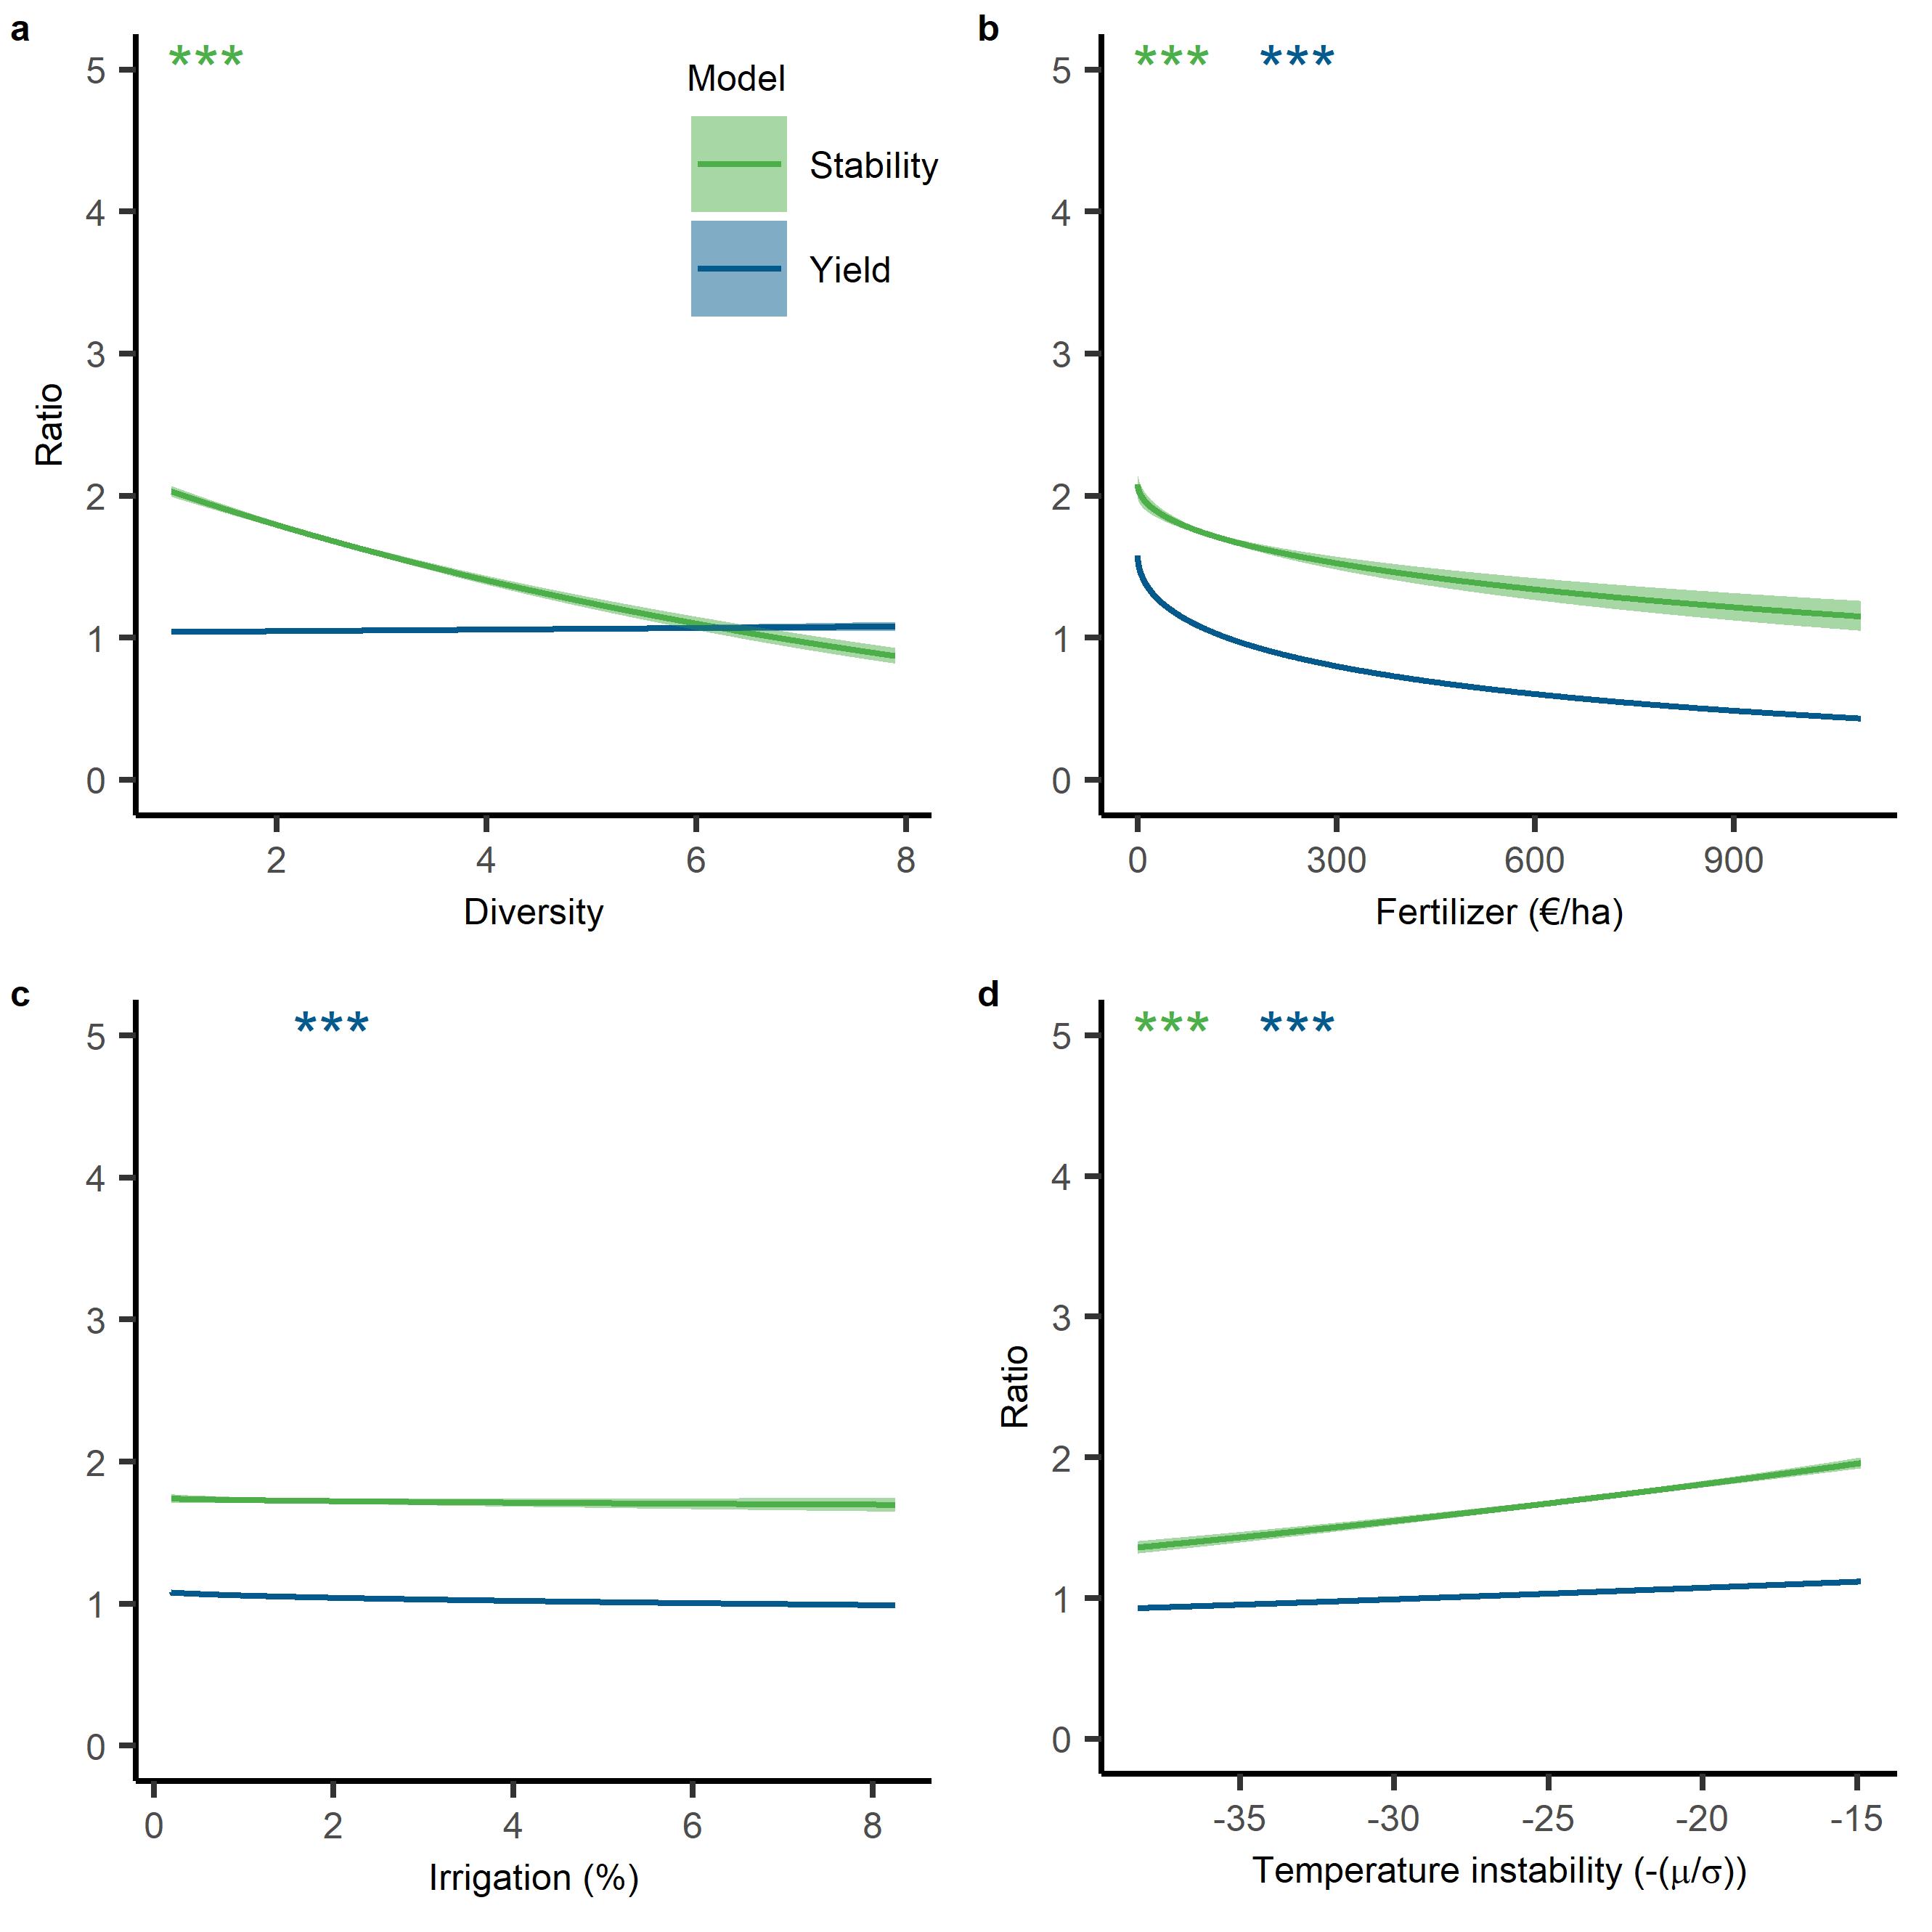 a
***
Model
Stability
Yield
5
4
3
2
1
0
Ratio
2 4 6 8
Diversity
b
*** ***
5
4
3
2
1
0
0 300 600 900
Fertilizer (€/ha)
c
***
5
4
3
2
1
0
0 2 4 6 8
Irrigation (%)
d
*** ***
5
4
3
2
1
0
Ratio
-35 -30 -25 -20 -15
Temperature instability (-(μ/σ))